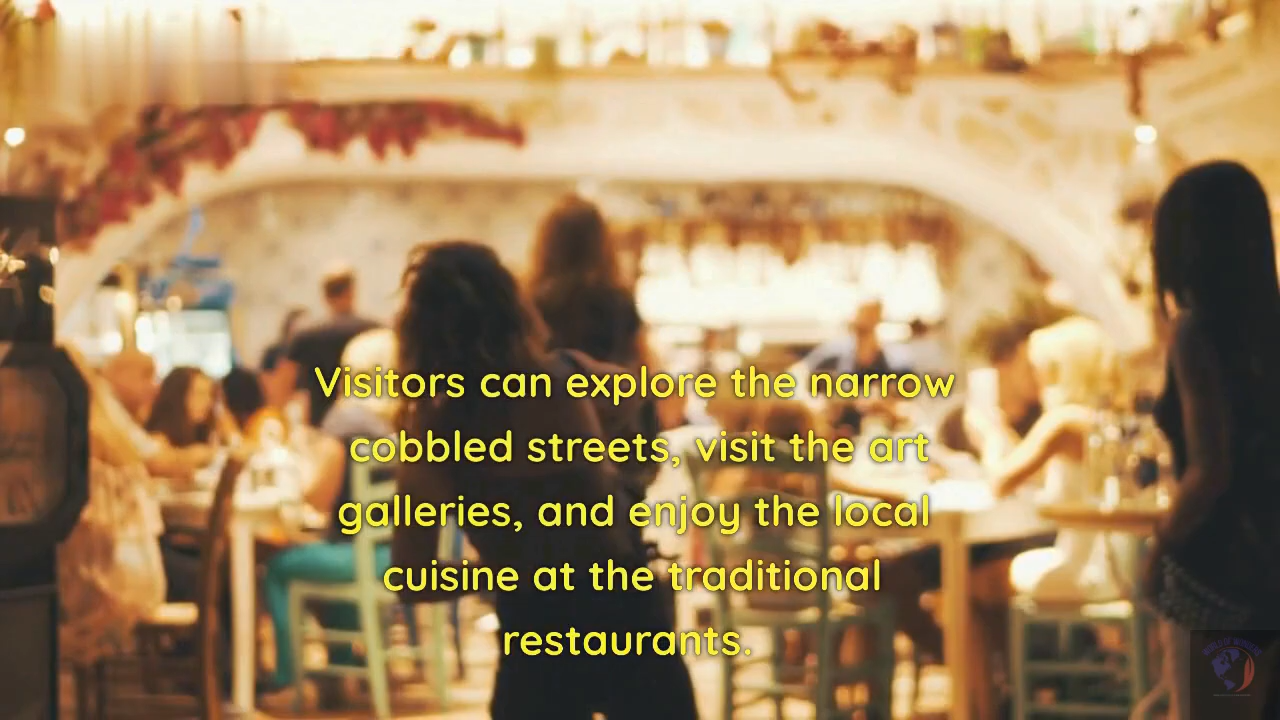 Visitors can explore the narrow
cobbled streets, visit the art
galleries, and enjoy the local
cuisine at the traditional
restaurants.